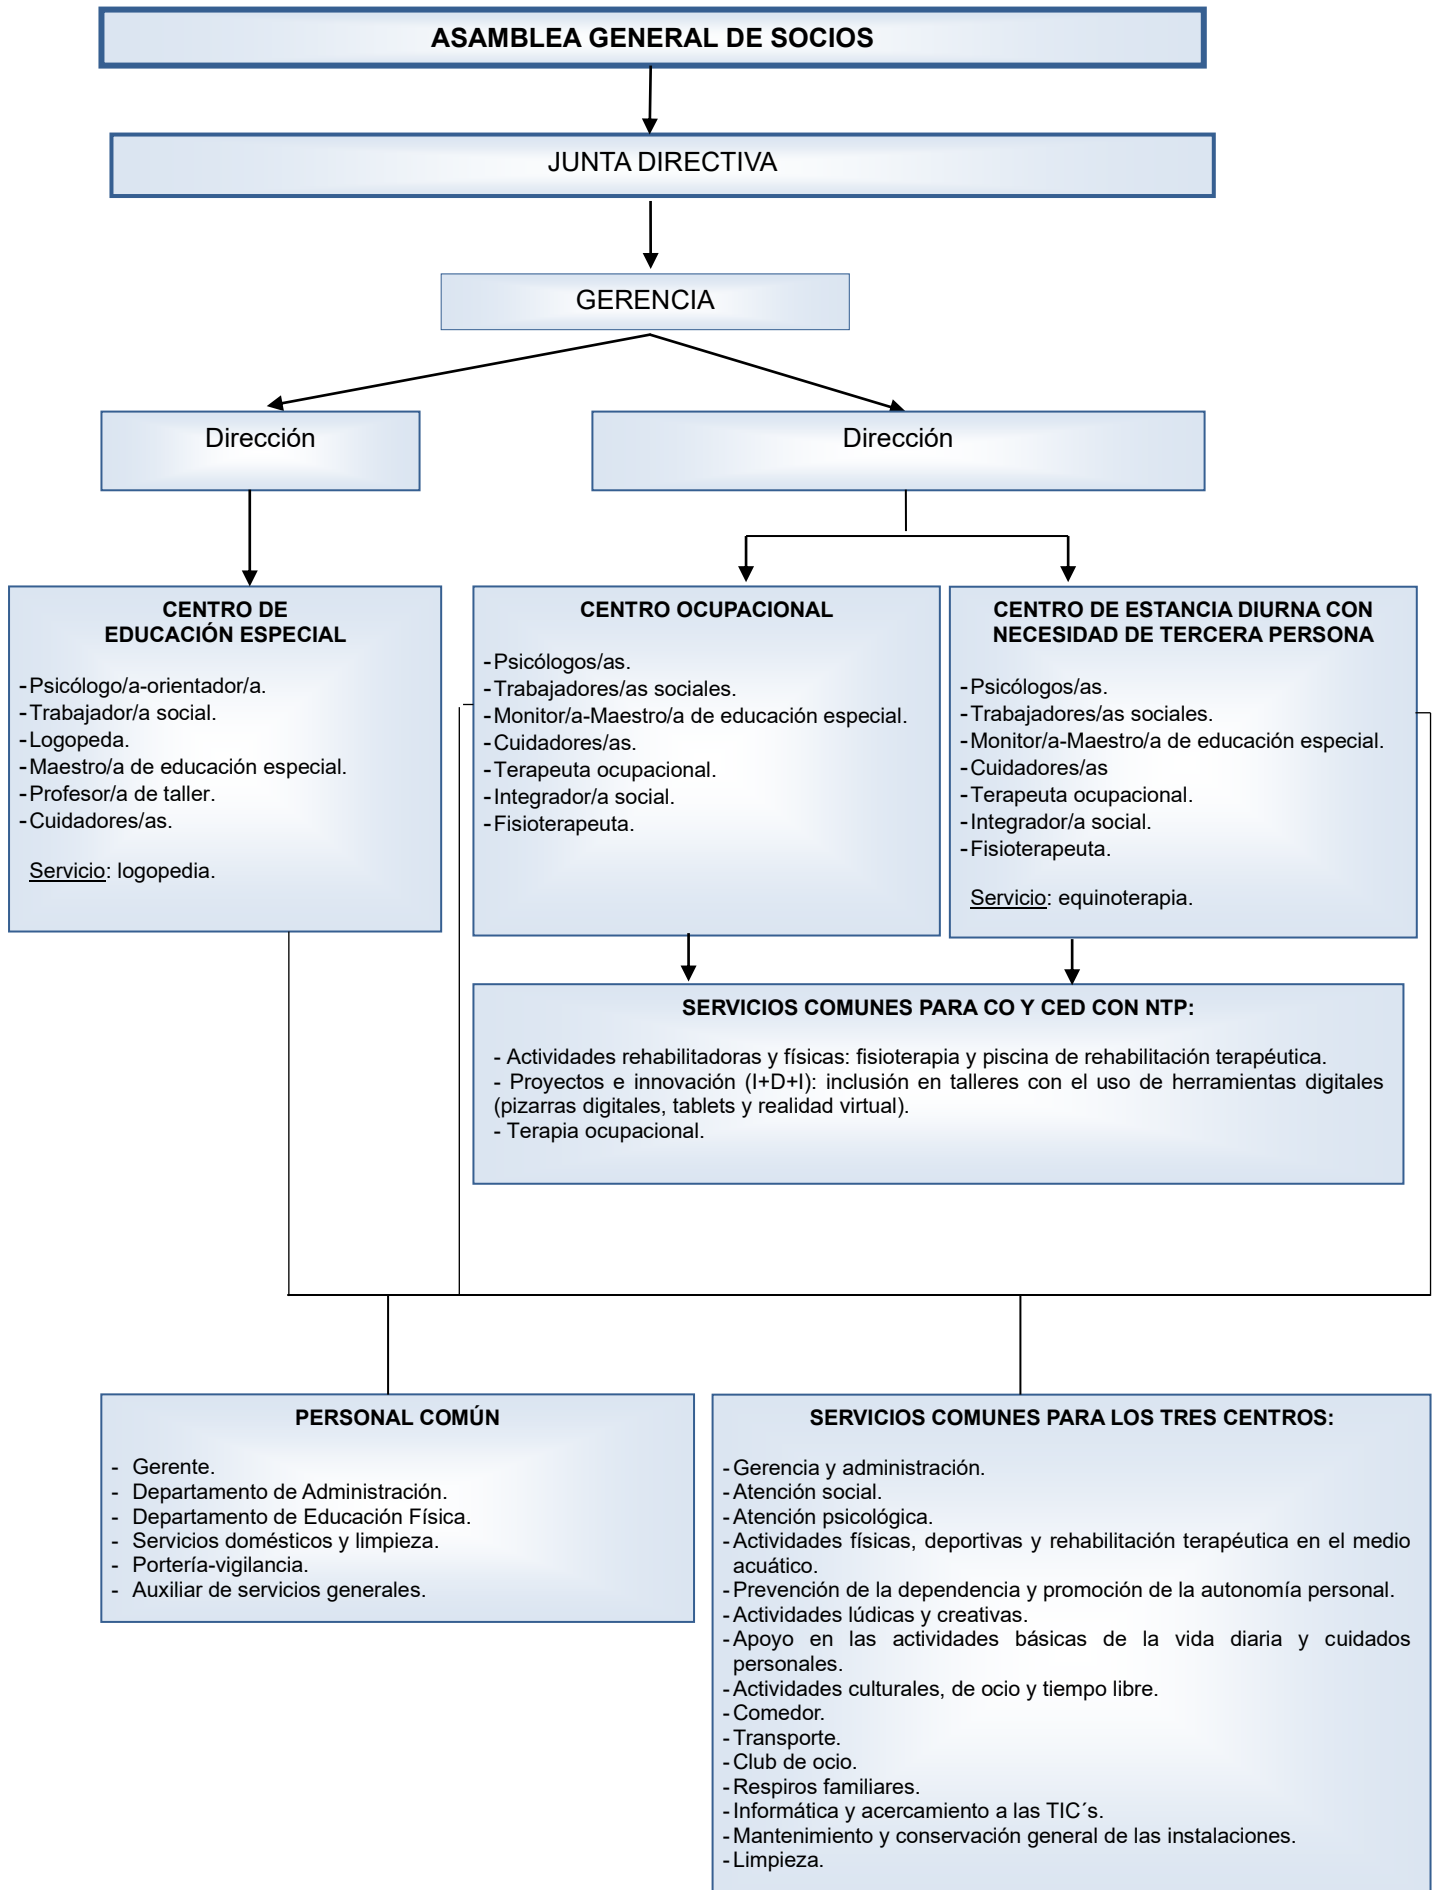 ASAMBLEA GENERAL DE SOCIOS
JUNTA DIRECTIVA
GERENCIA
Dirección
Dirección
CENTRO DE
EDUCACIÓN ESPECIAL
-Psicólogo/a-orientador/a.
-Trabajador/a social.
-Logopeda.
-Maestro/a de educación especial.
-Profesor/a de taller.
-Cuidadores/as.
Servicio: logopedia.
CENTRO OCUPACIONAL
-Psicólogos/as.
-Trabajadores/as sociales.
-Monitor/a-Maestro/a de educación especial.
-Cuidadores/as.
-Terapeuta ocupacional.
-Integrador/a social.
-Fisioterapeuta.
CENTRO DE ESTANCIA DIURNA CON
NECESIDAD DE TERCERA PERSONA
-Psicólogos/as.
-Trabajadores/as sociales.
-Monitor/a-Maestro/a de educación especial.
-Cuidadores/as
-Terapeuta ocupacional.
-Integrador/a social.
-Fisioterapeuta.
Servicio: equinoterapia.
SERVICIOS COMUNES PARA CO Y CED CON NTP:
- Actividades rehabilitadoras y físicas: fisioterapia y piscina de rehabilitación terapéutica.
- Proyectos e innovación (I+D+I): inclusión en talleres con el uso de herramientas digitales
(pizarras digitales, tablets y realidad virtual).
- Terapia ocupacional.
PERSONAL COMÚN
- Gerente.
- Departamento de Administración.
- Departamento de Educación Física.
- Servicios domésticos y limpieza.
- Portería-vigilancia.
- Auxiliar de servicios generales.
SERVICIOS COMUNES PARA LOS TRES CENTROS:
-Gerencia y administración.
-Atención social.
-Atención psicológica.
-Actividades físicas, deportivas y rehabilitación terapéutica en el medio
acuático.
-Prevención de la dependencia y promoción de la autonomía personal.
-Actividades lúdicas y creativas.
-Apoyo en las actividades básicas de la vida diaria y cuidados
personales.
-Actividades culturales, de ocio y tiempo libre.
-Comedor.
-Transporte.
-Club de ocio.
-Respiros familiares.
-Informática y acercamiento a las TIC´s.
-Mantenimiento y conservación general de las instalaciones.
-Limpieza.